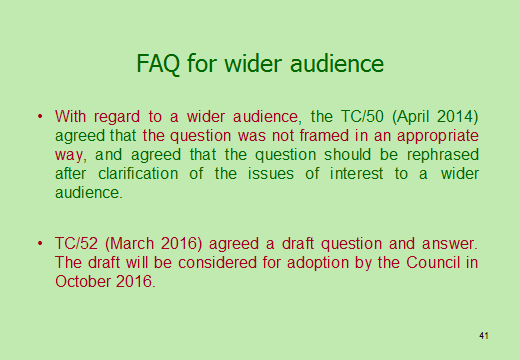 FAQ for wider audience
• With regard to a wider audience, the TC/50 (April 2014)
agreed that the question was not framed in an appropriate
way, and agreed that the question should be rephrased
after clarification of the issues of interest to a wider
audience.
• TC/52 (March 2016) agreed a draft question and answer.
The draft will be considered for adoption by the Council in
October 2016.
41